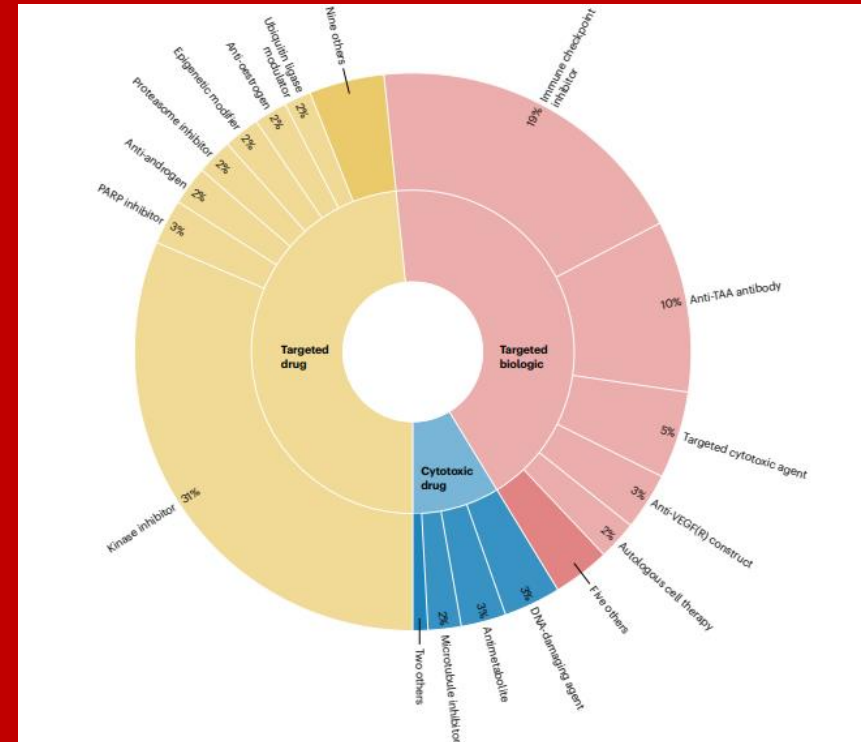 Nine others
Ubiquitin ligase
modulator
2%
Anti-oestrogen
2%
Epigenetic modifier
2%
Proteasome inhibitor
2%
Anti-androgen
2%
PARP inhibitor
3%
Kinase inhibitor
31%
Immune checkpoint
inhibitor
19%
Anti-TAA antibody
10%
Targeted cytotoxic agent
5%
Anti-VEGF(R) construct
3%
Autologous cell therapy
2%
Five others
DNA-damaging agent
3%
Antimetabolite
3%
Microtubule inhibitor
2%
Two others
Targeted
drug
Targeted
biologic
Cytotoxic
drug